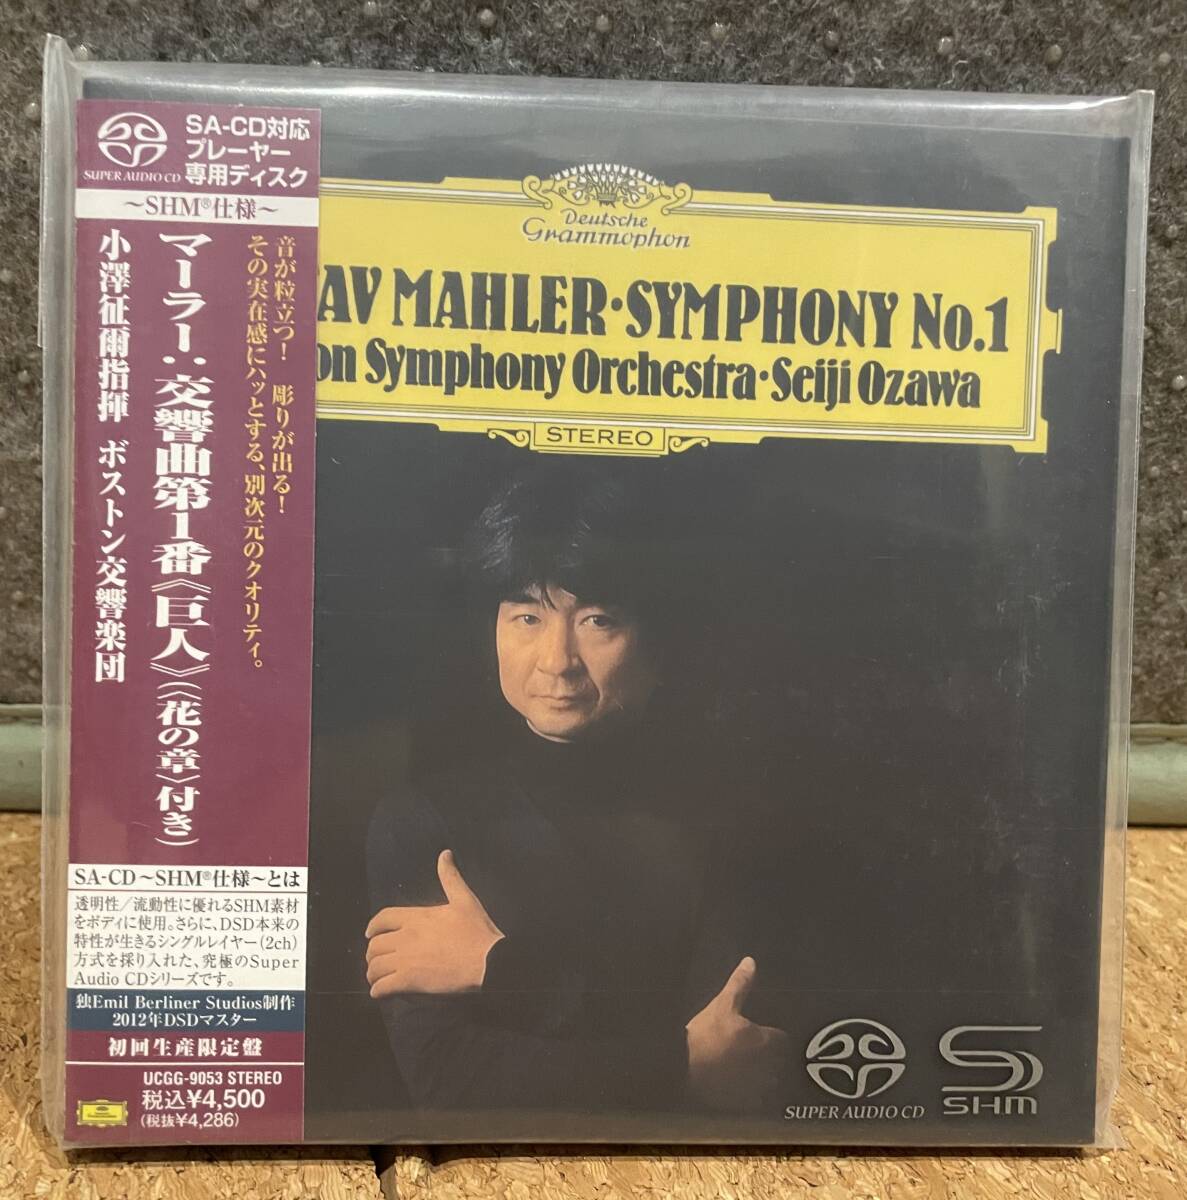 SUPER AUDIO CD
SA-CD対応
プレーヤー
専用ディスク
～SHM®仕様～
音が粒立つ！ 彫りが出る！
その実在感にハッとする、別次元のクオリティ。
マーラー：交響曲第1番《巨人》(〈花の章〉付き)
小澤征爾指揮 ボストン交響楽団
SA-CD～SHM®仕様～とは
透明性／流動性に優れるSHM素材
をボディに使用。さらに、DSD本来の
特性が生きるシングルレイヤー(2ch)
方式を採り入れた、究極のSuper
Audio CDシリーズです。
独Emil Berliner Studios制作
2012年DSDマスター
初回生産限定盤
UCGG-9053 STEREO
税込¥4,500
(税抜¥4,286)
Deutsche
Grammophon
AV MAHLER·SYMPHONY No.1
on Symphony Orchestra·Seiji Ozawa
STEREO
SUPER AUDIO CD
SHM